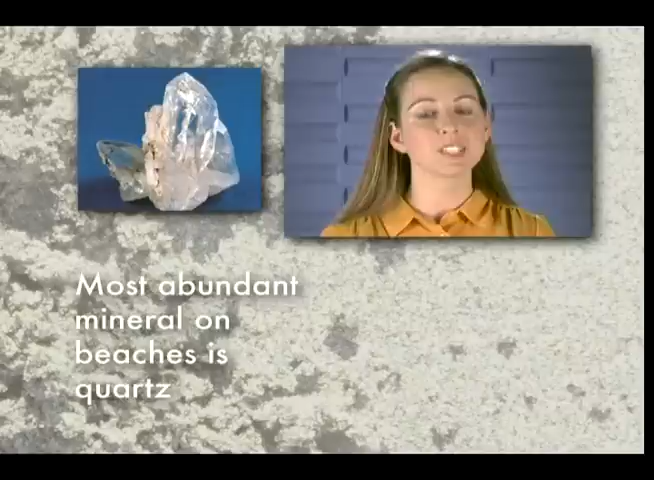 Most abundant
mineral on
beaches is
quartz